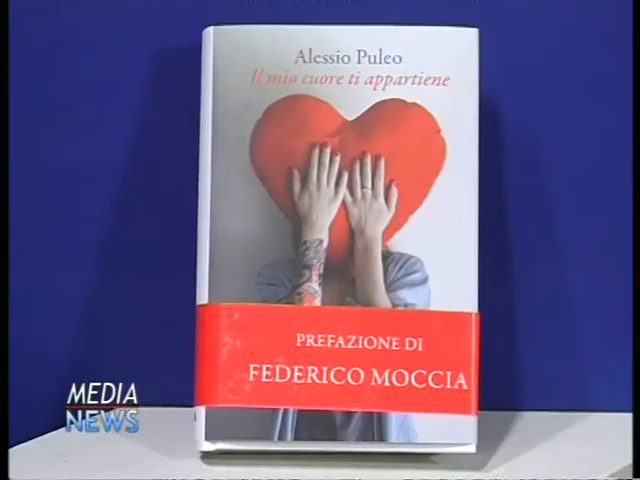 Alessio Puleo
Il mio cuore ti appartiene
PREFAZIONE DI
FEDERICO MOCCIA
MEDIA
NEWS